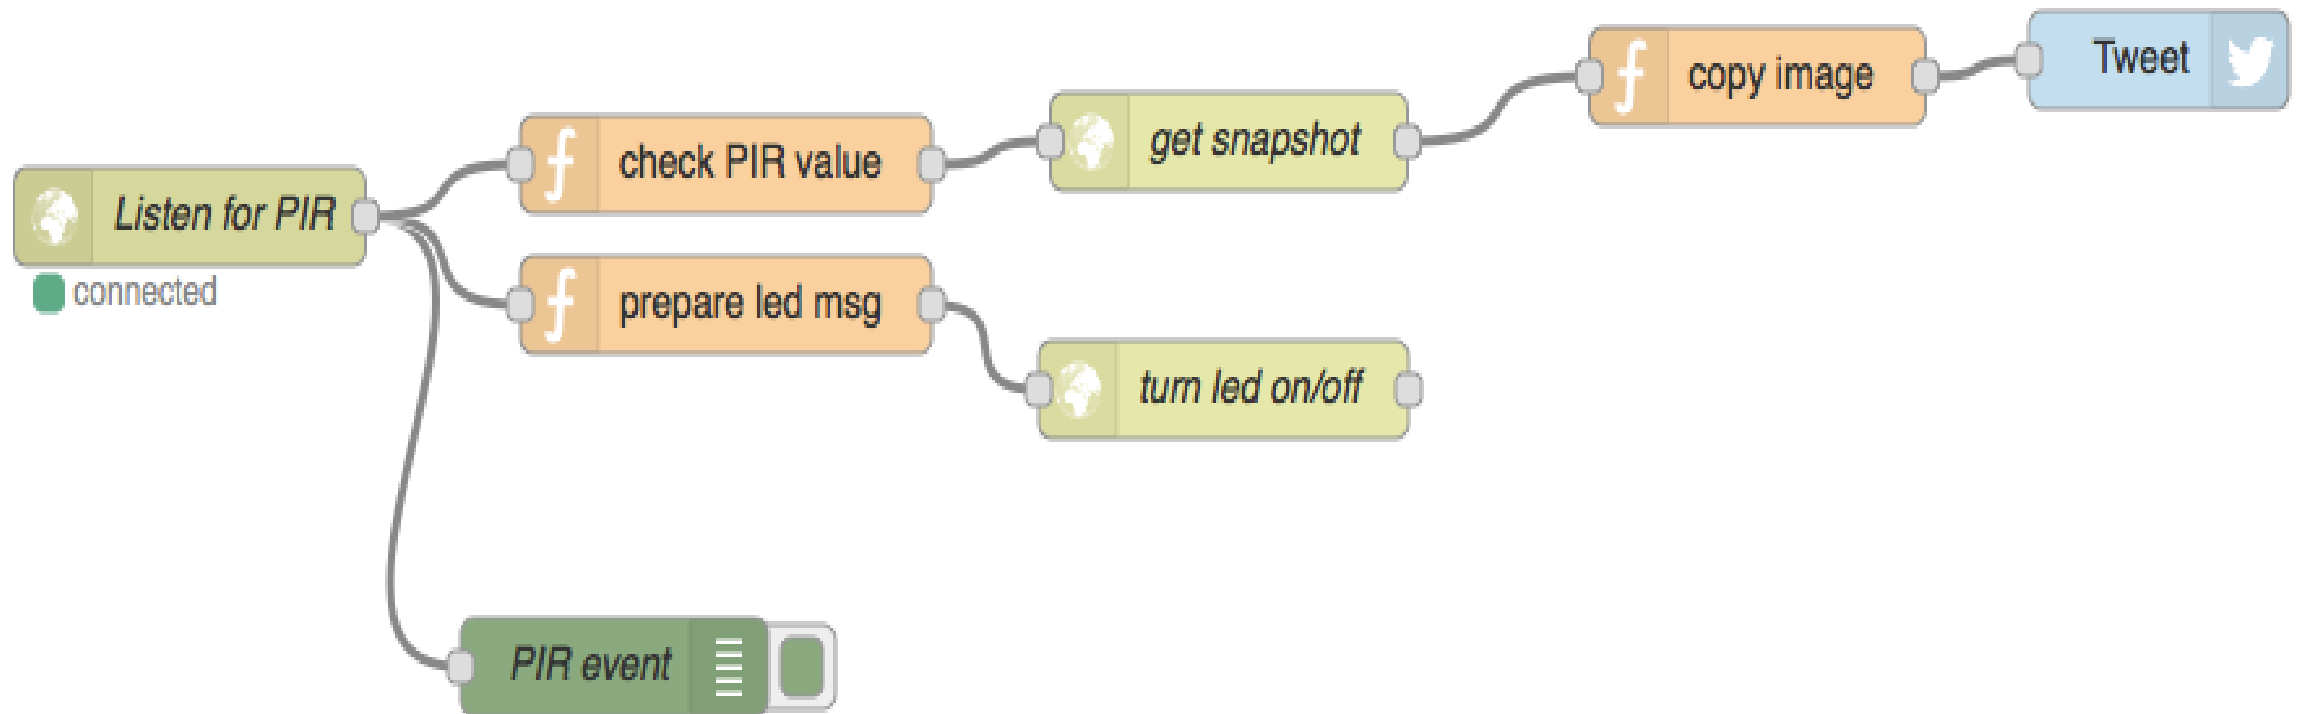 Tweet
copy image
get snapshot
check PIR value
Listen for PIR
connected
prepare led msg
turn led on/off
PIR event